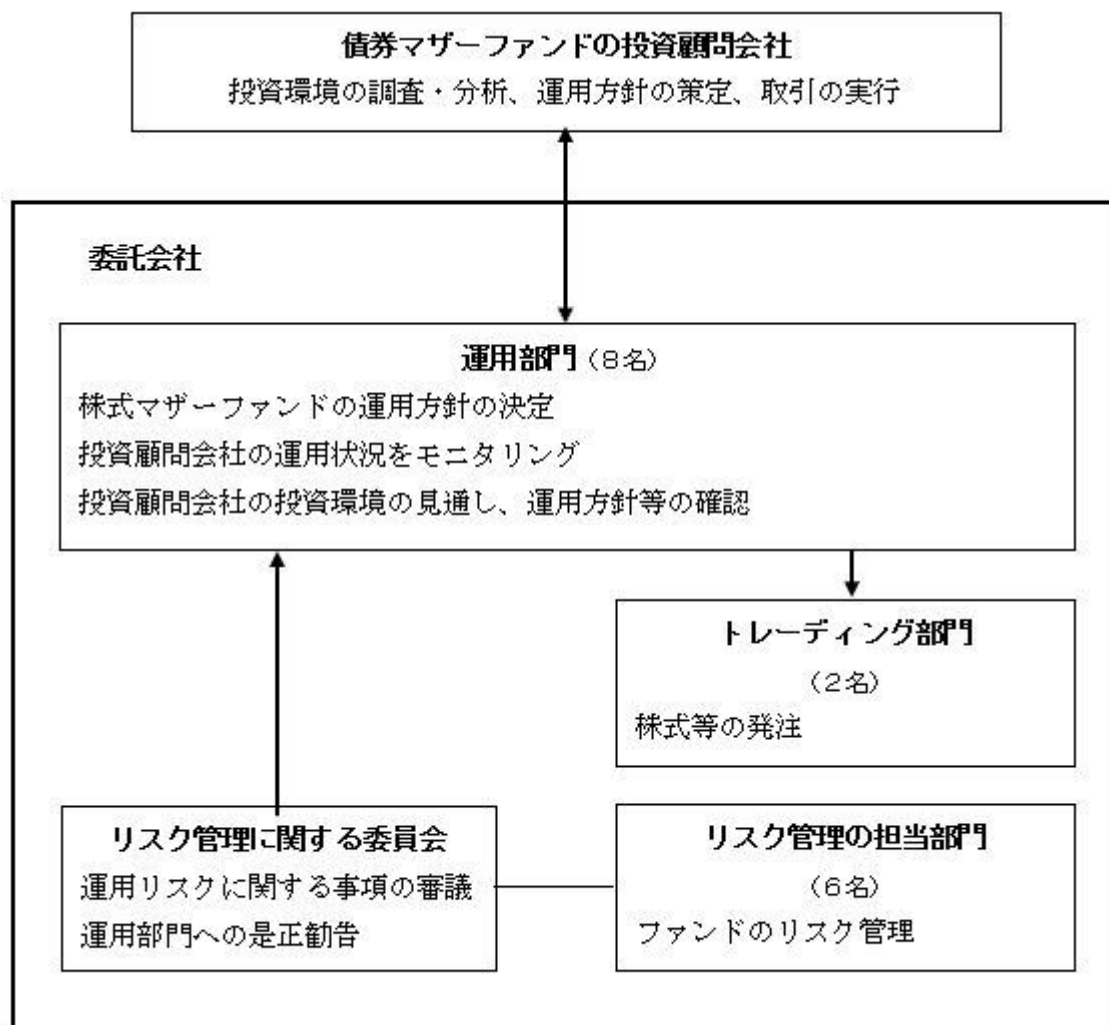 債券マザーファンドの投資顧問会社
投資環境の調査・分析、運用方針の策定、取引の実行
委託会社
運用部門（８名）
株式マザーファンドの運用方針の決定
投資顧問会社の運用状況をモニタリング
投資顧問会社の投資環境の見通し、運用方針等の確認
トレーディング部門
（２名）
株式等の発注
リスク管理に関する委員会
運用リスクに関する事項の審議
運用部門への是正勧告
リスク管理の担当部門
（６名）
ファンドのリスク管理